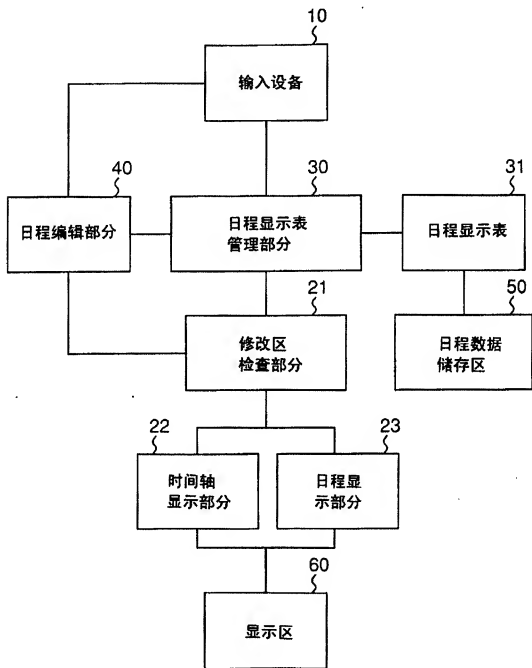 10
输入设备
40
日程编辑部分
30
日程显示表
管理部分
31
日程显示表
21
修改区
检查部分
50
日程数据
储存区
22
时间轴
显示部分
23
日程显
示部分
60
显示区